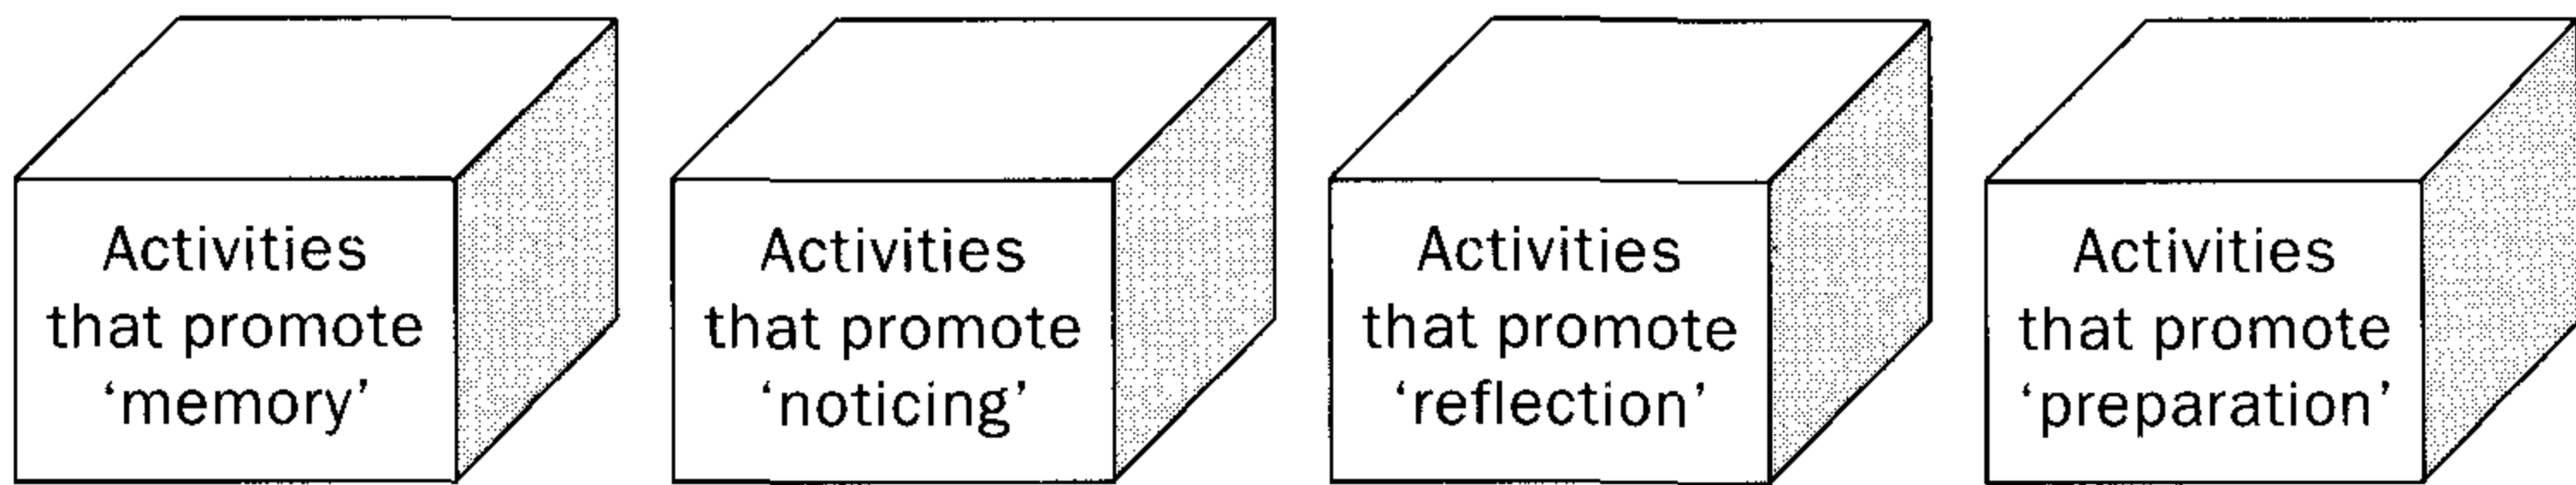 Activities
that promote
‘memory’
Activities
that promote
‘noticing’
Activities
that promote
‘reflection’
Activities
that promote
‘preparation’